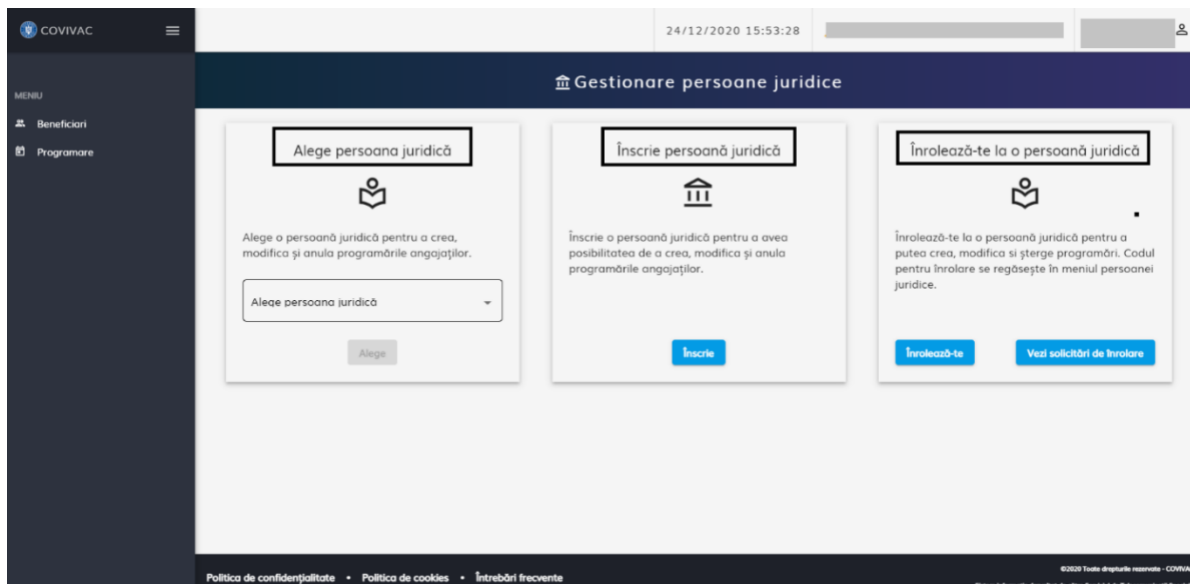 COVIVAC
24/12/2020 15:53:28
MENIU
Beneficiari
Programare
Gestionare persoane juridice
Alege persoana juridică
Alege o persoană juridică pentru a crea,
modifica și anula programările angajaților.
Alege persoana juridică
Alege
Înscrie persoană juridică
Înscrie o persoană juridică pentru a avea
posibilitatea de a crea, modifica și anula
programările angajaților.
Înscrie
Înrolează-te la o persoană juridică
Înrolează-te la o persoană juridică pentru a
putea crea, modifica si șterge programări. Codul
pentru înrolare se regăsește în meniul persoanei
juridice.
Înrolează-te
Vezi solicitări de înrolare
Politica de confidențialitate • Politica de cookies • Întrebări frecvente
©2020 Toate drepturile rezervate - COVIVA